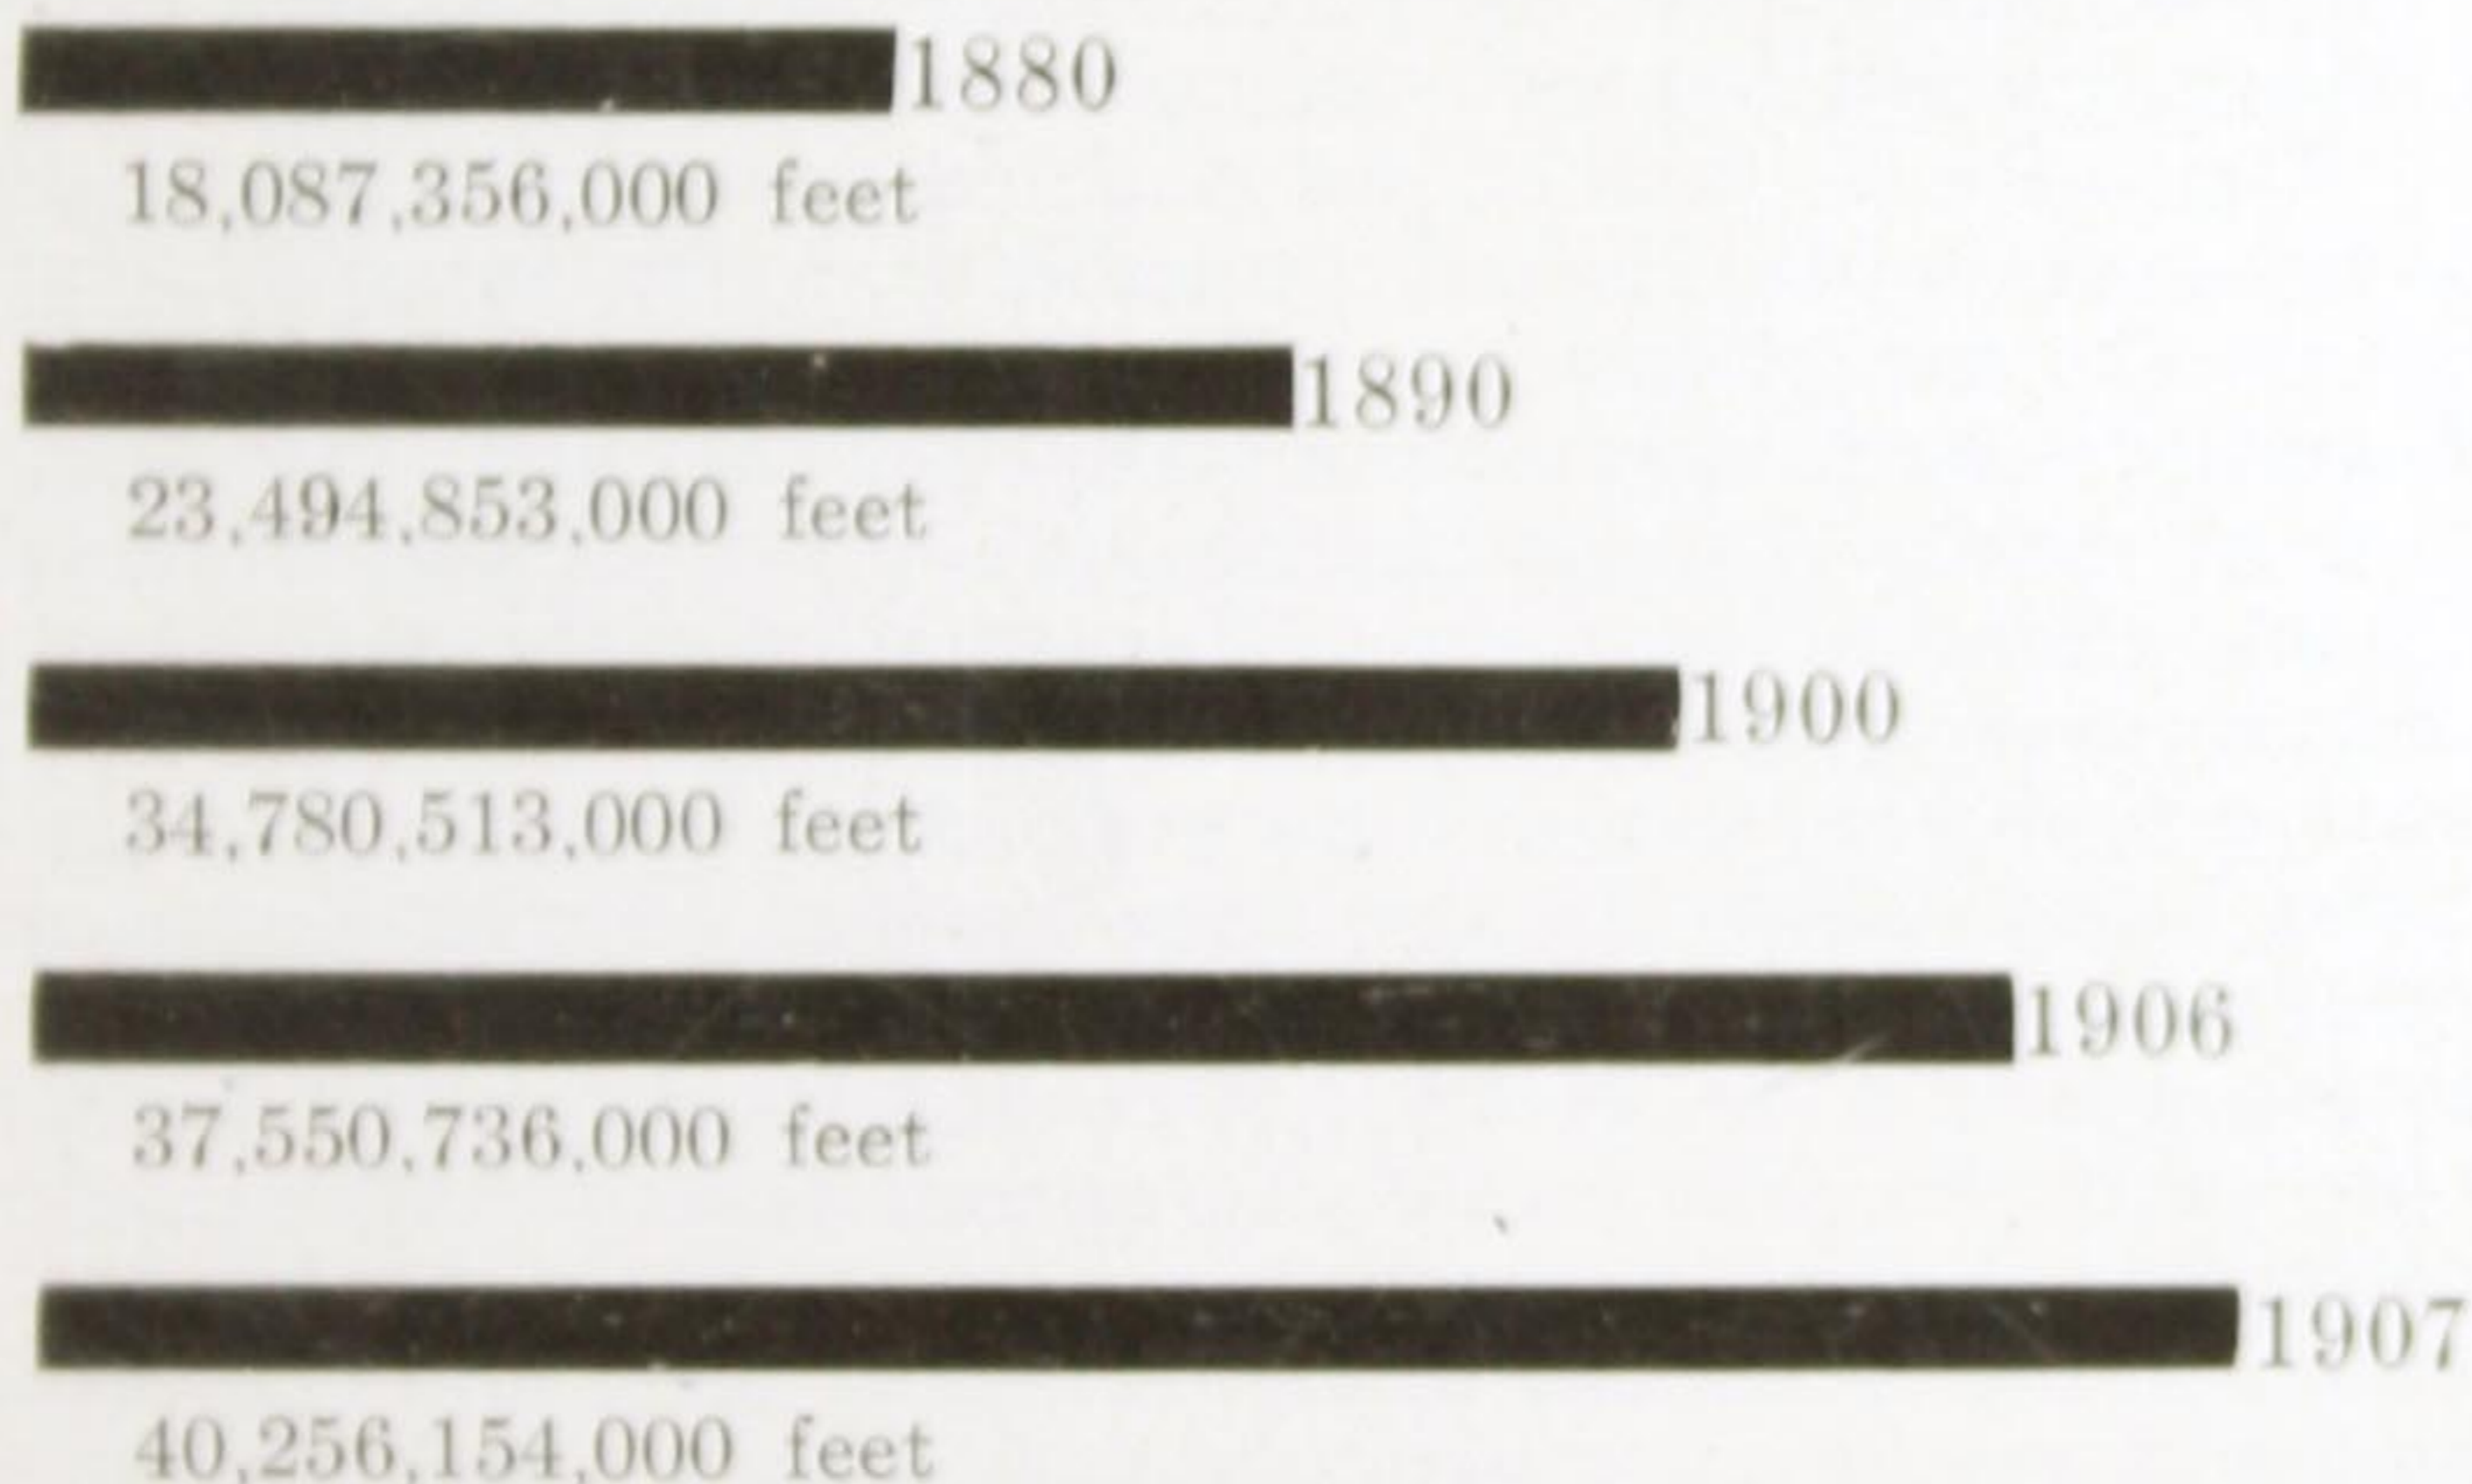 1880
18,087,356,000 feet
1890
23,494,853,000 feet
1900
34,780,513,000 feet
1906
37,550,736,000 feet
1907
40,256,154,000 feet